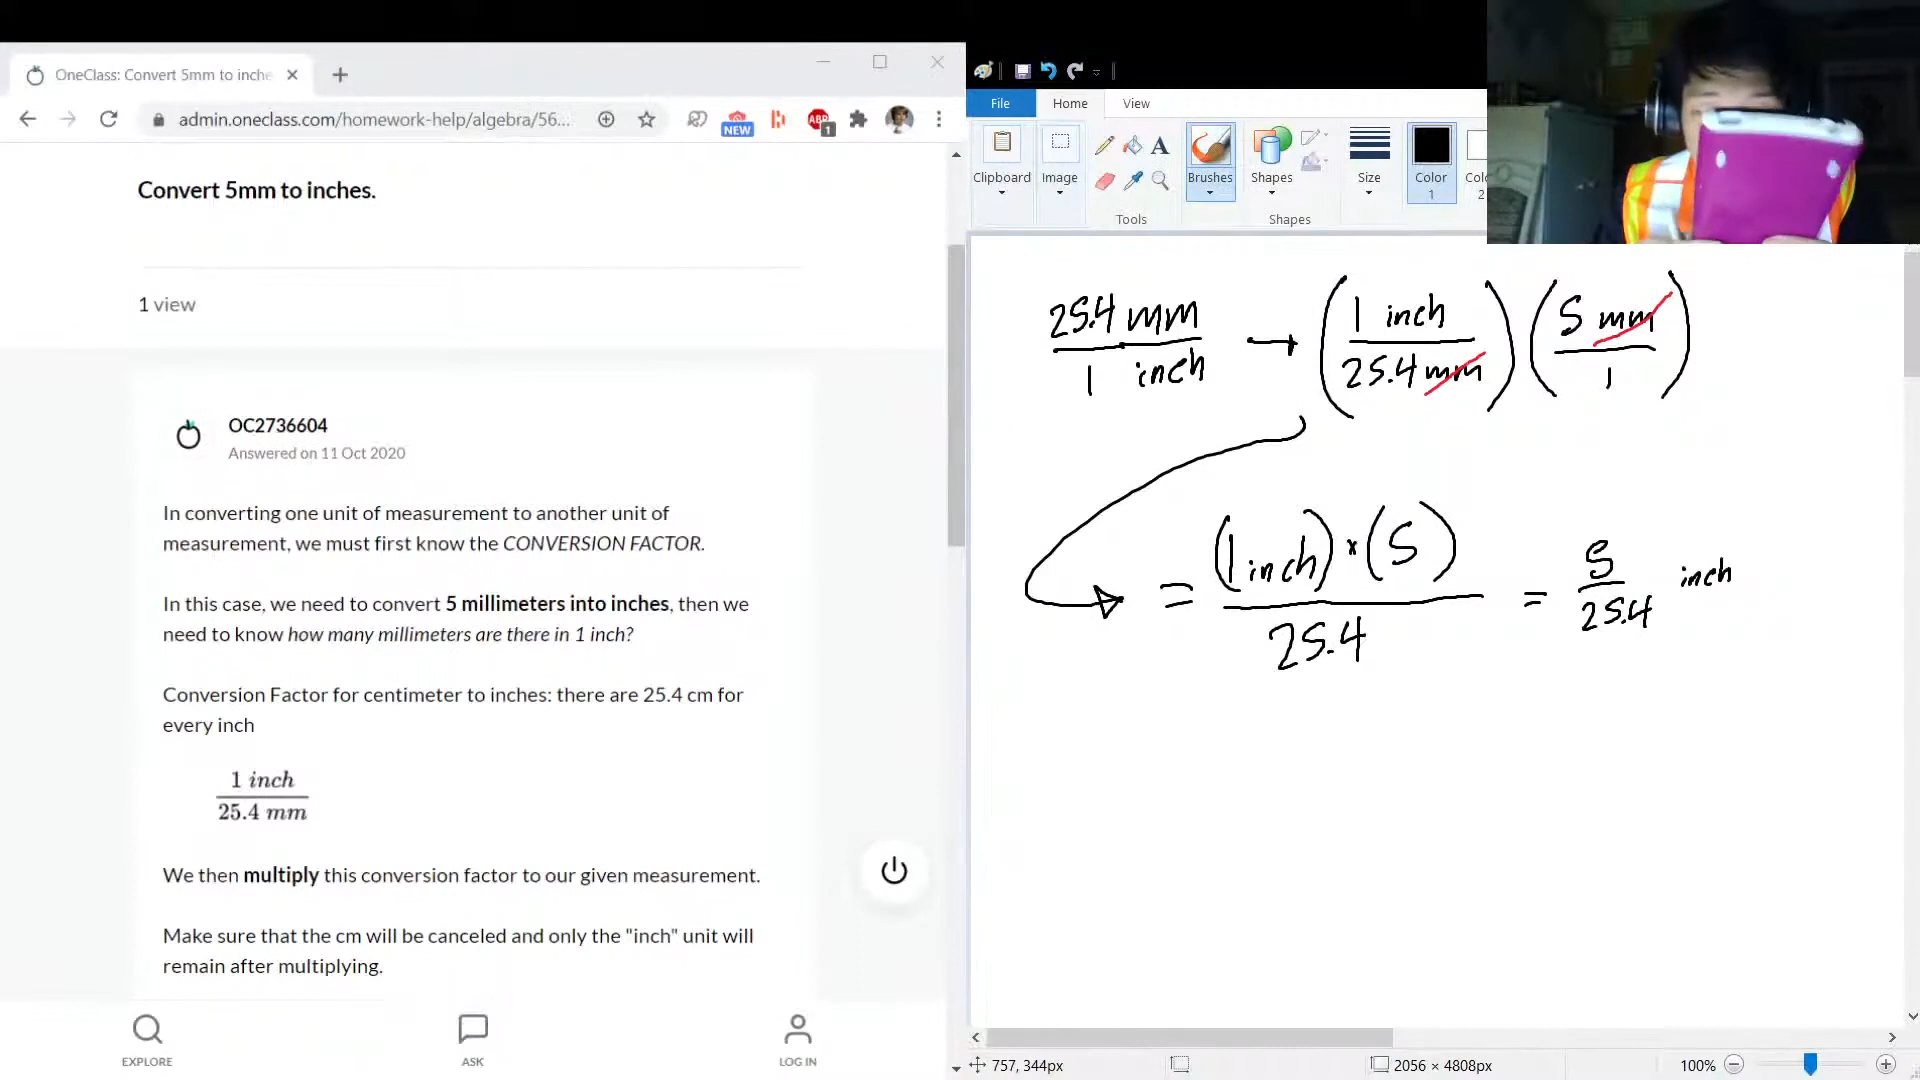 OneClass: Convert 5mm to inche
admin.oneclass.com/homework-help/algebra/56...
NEW
ABP
1
Convert 5mm to inches.
1 view
OC2736604
Answered on 11 Oct 2020
In converting one unit of measurement to another unit of
measurement, we must first know the CONVERSION FACTOR.
In this case, we need to convert 5 millimeters into inches, then we
need to know how many millimeters are there in 1 inch?
Conversion Factor for centimeter to inches: there are 25.4 cm for
every inch
1 inch
25.4 mm
We then multiply this conversion factor to our given measurement.
Make sure that the cm will be canceled and only the "inch" unit will
remain after multiplying.
EXPLORE
ASK
LOG IN
File
Home
View
Clipboard
Image
Tools
Brushes
Shapes
Shapes
Size
Color
1
Colo
2
25.4 mm → (1 inch) (5 mm)
1 inch 25.4 mm 1
= (1 inch) × (5) = 5 inch
25.4 25.4
757, 344px
2056 × 4808px
100%